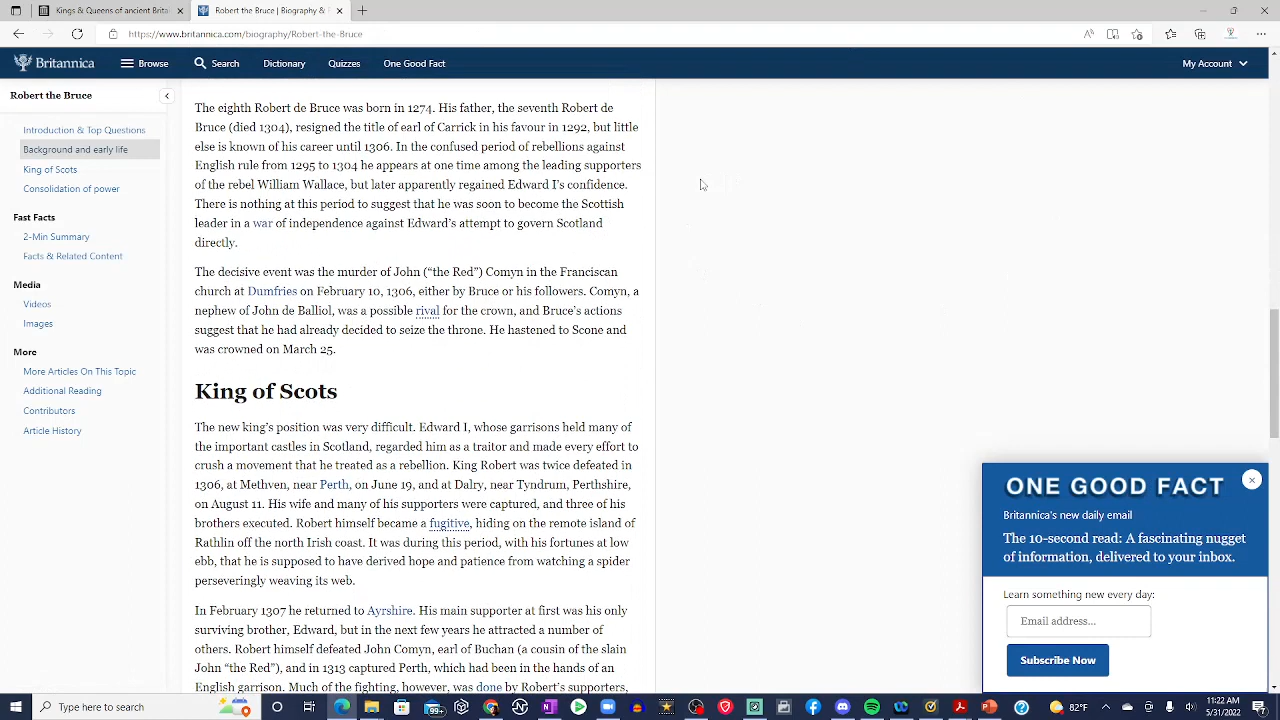 Kings & Queens of ancient Brita
Robert the Bruce | Biography & F
https://www.britannica.com/biography/Robert-the-Bruce
Britannica
Browse
Search
Dictionary
Quizzes
One Good Fact
My Account
Robert the Bruce
Introduction & Top Questions
Background and early life
King of Scots
Consolidation of power
Fast Facts
2-Min Summary
Facts & Related Content
Media
Videos
Images
More
More Articles On This Topic
Additional Reading
Contributors
Article History
The eighth Robert de Bruce was born in 1274. His father, the seventh Robert de
Bruce (died 1304), resigned the title of earl of Carrick in his favour in 1292, but little
else is known of his career until 1306. In the confused period of rebellions against
English rule from 1295 to 1304 he appears at one time among the leading supporters
of the rebel William Wallace, but later apparently regained Edward I’s confidence.
There is nothing at this period to suggest that he was soon to become the Scottish
leader in a war of independence against Edward’s attempt to govern Scotland
directly.
The decisive event was the murder of John (“the Red”) Comyn in the Franciscan
church at Dumfries on February 10, 1306, either by Bruce or his followers. Comyn, a
nephew of John de Balliol, was a possible rival for the crown, and Bruce’s actions
suggest that he had already decided to seize the throne. He hastened to Scone and
was crowned on March 25.
King of Scots
The new king’s position was very difficult. Edward I, whose garrisons held many of
the important castles in Scotland, regarded him as a traitor and made every effort to
crush a movement that he treated as a rebellion. King Robert was twice defeated in
1306, at Methven, near Perth, on June 19, and at Dalry, near Tyndrum, Perthshire,
on August 11. His wife and many of his supporters were captured, and three of his
brothers executed. Robert himself became a fugitive, hiding on the remote island of
Rathlin off the north Irish coast. It was during this period, with his fortunes at low
ebb, that he is supposed to have derived hope and patience from watching a spider
perseveringly weaving its web.
In February 1307 he returned to Ayrshire. His main supporter at first was his only
surviving brother, Edward, but in the next few years he attracted a number of
others. Robert himself defeated John Comyn, earl of Buchan (a cousin of the slain
John “the Red”), and in 1313 captured Perth, which had been in the hands of an
English garrison. Much of the fighting, however, was done by Robert’s supporters,
ONE GOOD FACT
Britannica's new daily email
The 10-second read: A fascinating nugget
of information, delivered to your inbox.
Learn something new every day:
Email address...
Subscribe Now
Type here to search
82°F
11:22 AM
5/31/2022